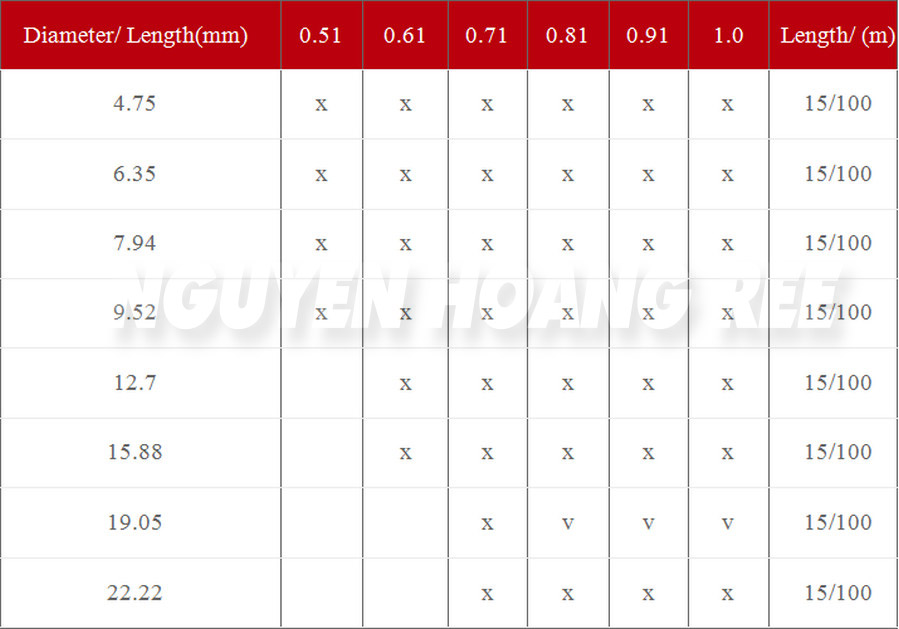 Diameter/ Length(mm) 0.51 0.61 0.71 0.81 0.91 1.0 Length/ (m)
4.75 x x x x x x 15/100
6.35 x x x x x x 15/100
7.94 x x x x x x 15/100
NGUYEN HOANG REE
9.52 x x x x x x 15/100
12.7 x x x x x 15/100
15.88 x x x x x 15/100
19.05 x v v v 15/100
22.22 x x x x 15/100